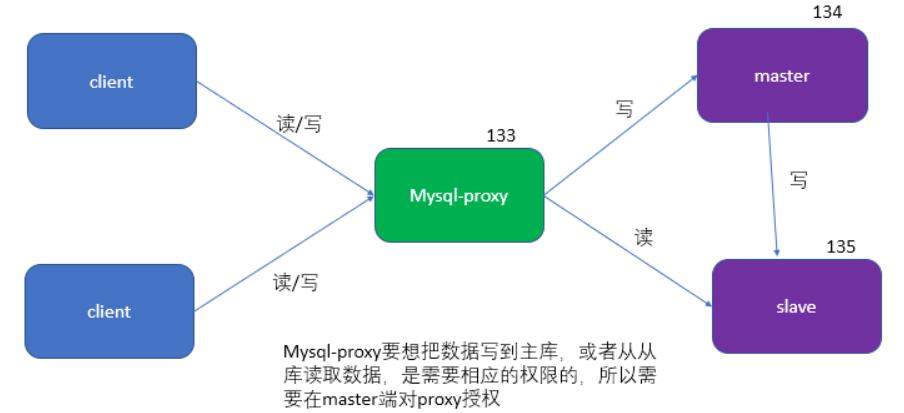 134
client
master
读/写
写
133
Mysql-proxy
写
读
135
读/写
client
slave
Mysql-proxy要想把数据写到主库，或者从从
库读取数据，是需要相应的权限的，所以需
要在master端对proxy授权